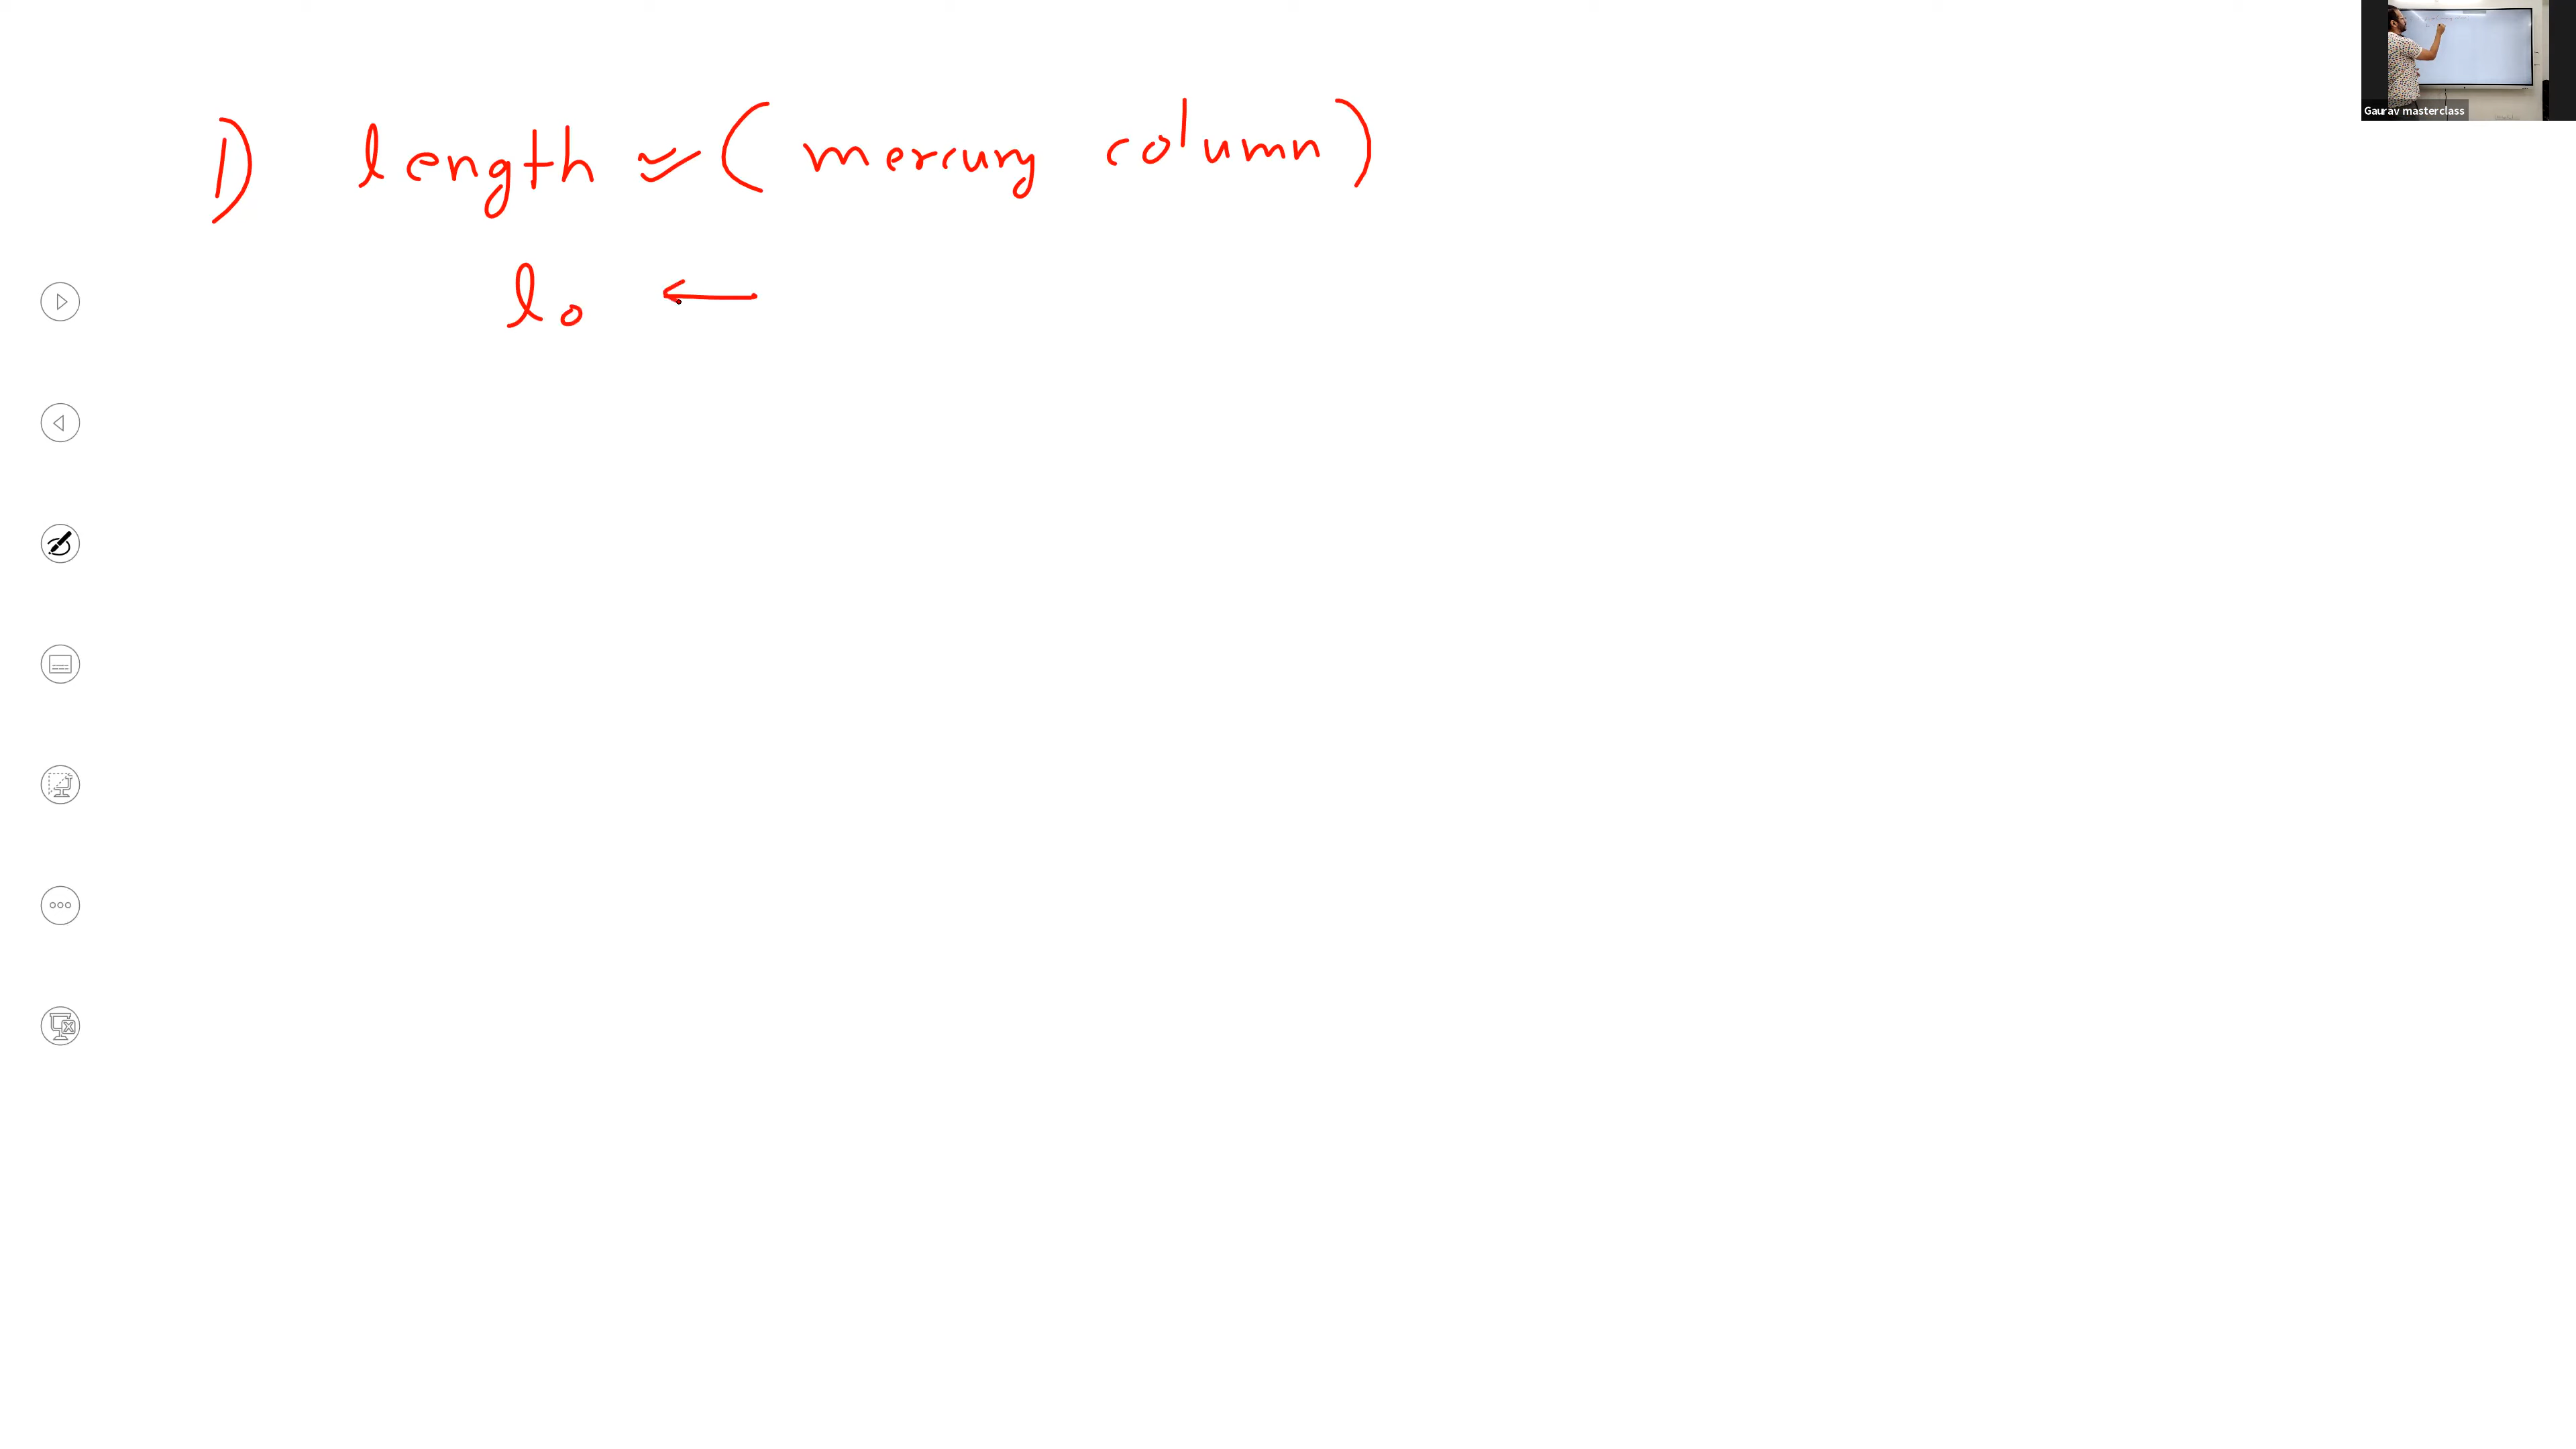 1) length ≈ (mercury column)
l₀ ←
Gaurav masterclass